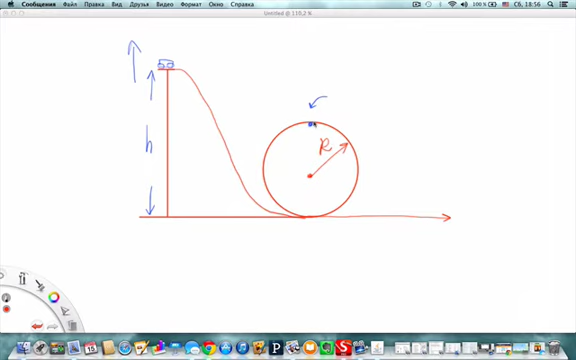 Сообщения Файл Правка Вид Друзья Видео Формат Окно Справка
100 % Сб, 18:56
Untitled @ 110,2 %
h
R